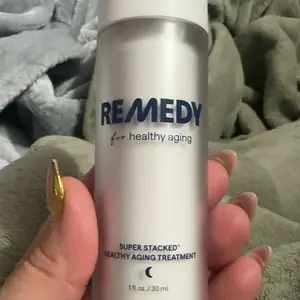 REMEDY
for healthy aging
SUPER STACKED™
HEALTHY AGING TREATMENT
1 fl oz. / 30 mL